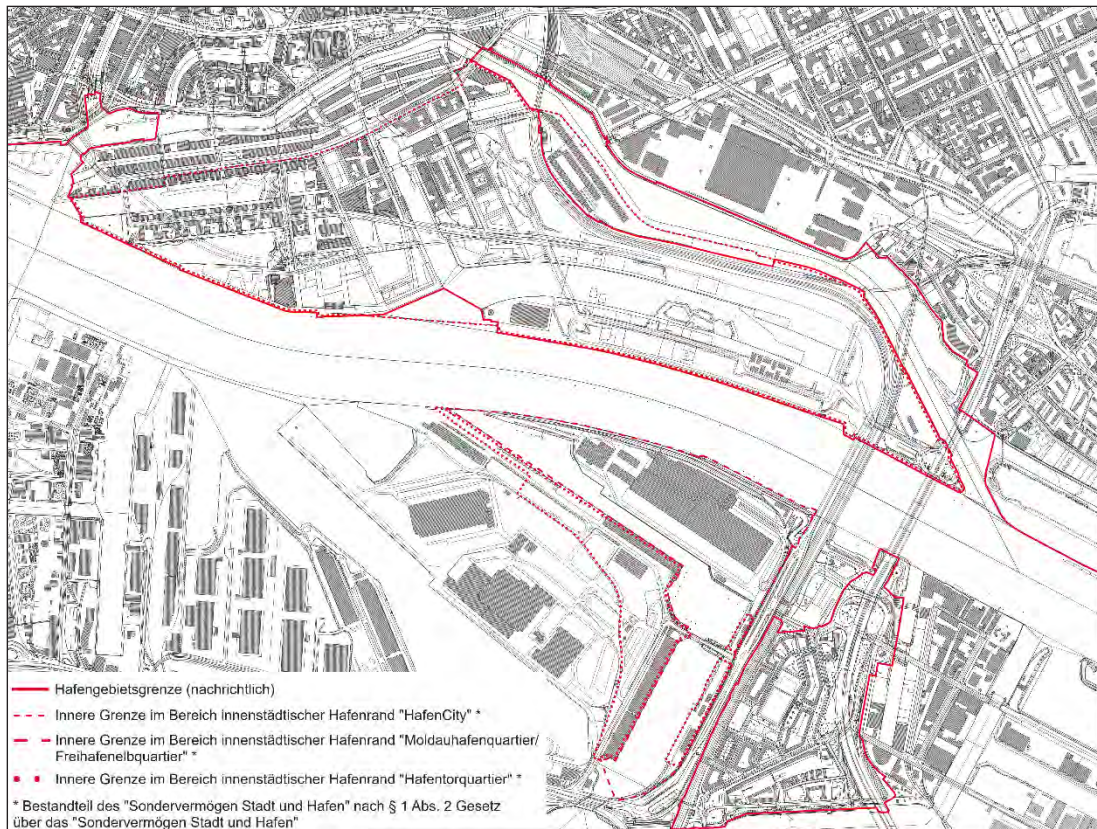 Hafengebietsgrenze (nachrichtlich)
Innere Grenze im Bereich innenstädtischer Hafenrand "HafenCity" *
Innere Grenze im Bereich innenstädtischer Hafenrand "Moldauhafenquartier/
Freihafenelbquartier" *
Innere Grenze im Bereich innenstädtischer Hafenrand "Hafentorquartier" *
* Bestandteil des "Sondervermögen Stadt und Hafen" nach § 1 Abs. 2 Gesetz
über das "Sondervermögen Stadt und Hafen"